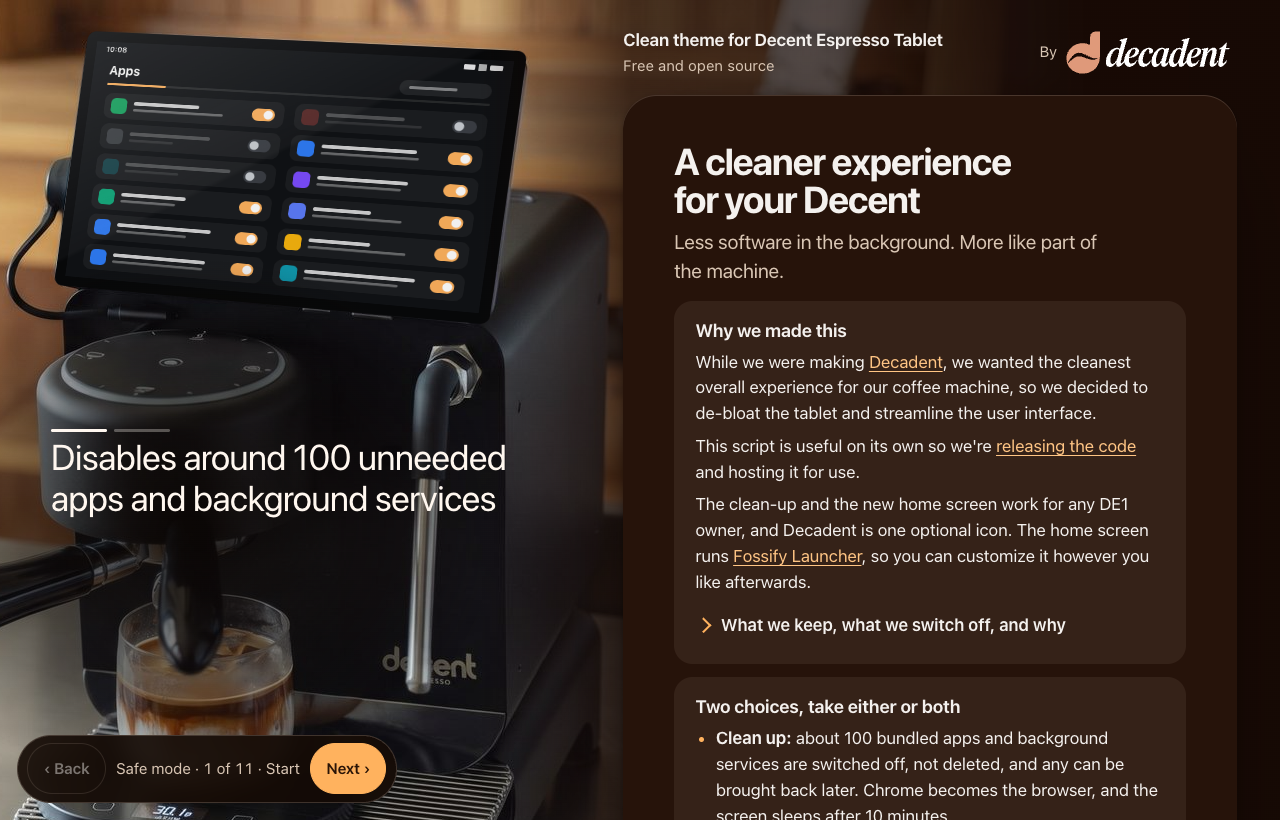 10:08
Apps
Disables around 100 unneeded
apps and background services
‹ Back
Safe mode · 1 of 11 · Start
Next ›
Clean theme for Decent Espresso Tablet
Free and open source
By decadent
A cleaner experience
for your Decent
Less software in the background. More like part of
the machine.
Why we made this
While we were making Decadent, we wanted the cleanest
overall experience for our coffee machine, so we decided to
de-bloat the tablet and streamline the user interface.
This script is useful on its own so we're releasing the code
and hosting it for use.
The clean-up and the new home screen work for any DE1
owner, and Decadent is one optional icon. The home screen
runs Fossify Launcher, so you can customize it however you
like afterwards.
What we keep, what we switch off, and why
Two choices, take either or both
• Clean up: about 100 bundled apps and background
services are switched off, not deleted, and any can be
brought back later. Chrome becomes the browser, and the
screen sleeps after 10 minutes.